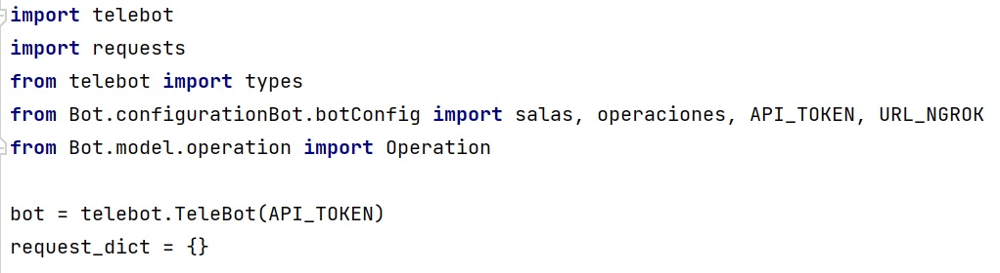 import telebot
import requests
from telebot import types
from Bot.configurationBot.botConfig import salas, operaciones, API_TOKEN, URL_NGROK
from Bot.model.operation import Operation
bot = telebot.TeleBot(API_TOKEN)
request_dict = {}